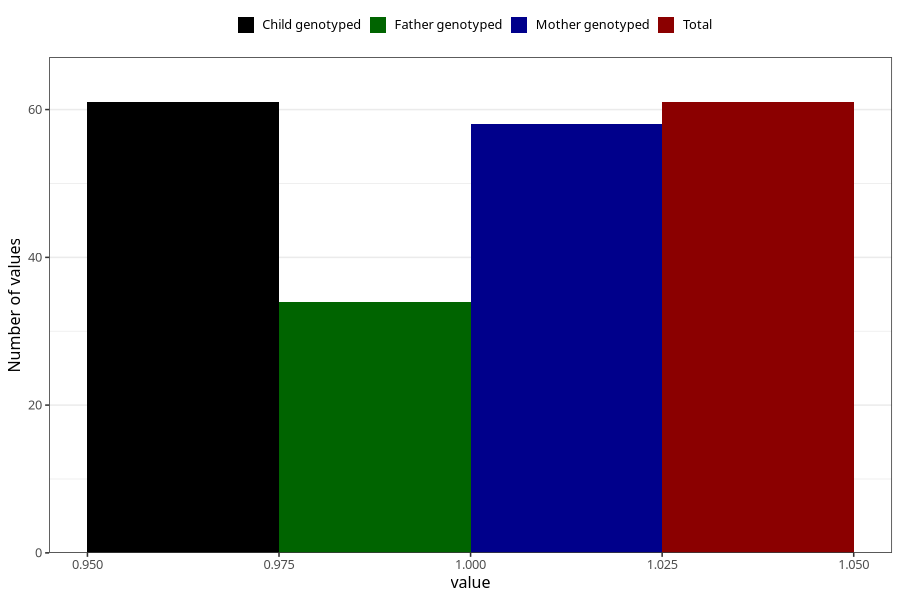 Child genotyped Father genotyped Mother genotyped Total
Number of values
60
40
20
0
0.950 0.975 1.000 1.025 1.050
value